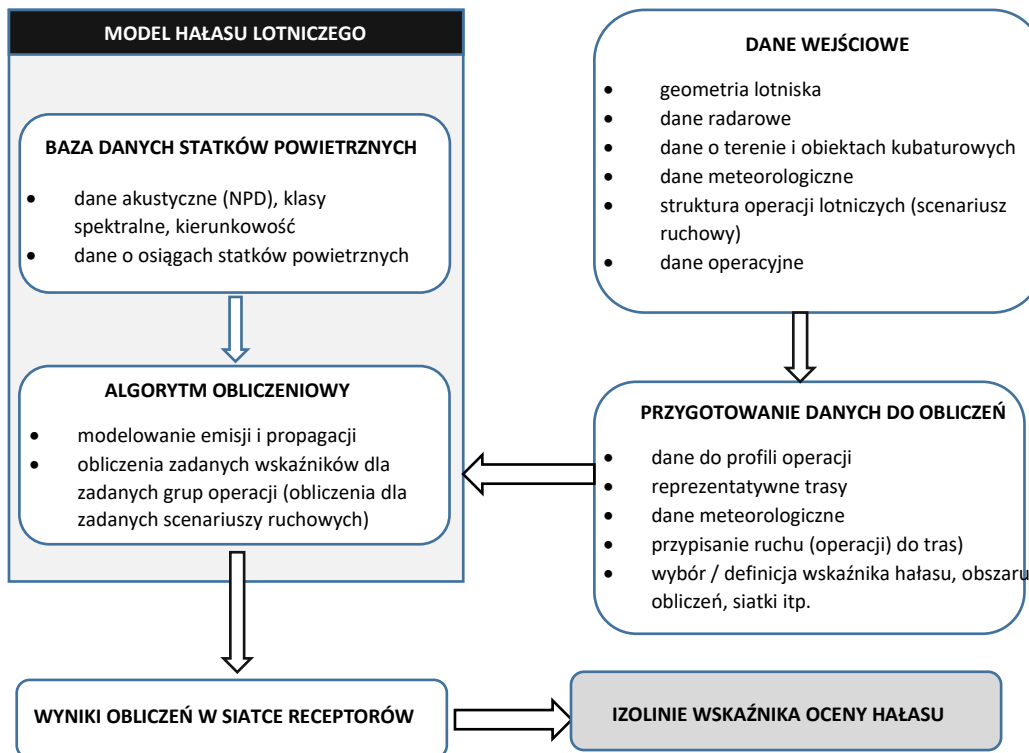 MODEL HAŁASU LOTNICZEGO
BAZA DANYCH STATKÓW POWIETRZNYCH
• dane akustyczne (NPD), klasy
spektralne, kierunkowość
• dane o osiągach statków powietrznych
ALGORYTM OBLICZENIOWY
• modelowanie emisji i propagacji
• obliczenia zadanych wskaźników dla
zadanych grup operacji (obliczenia dla
zadanych scenariuszy ruchowych)
DANE WEJŚCIOWE
• geometria lotniska
• dane radarowe
• dane o terenie i obiektach kubaturowych
• dane meteorologiczne
• struktura operacji lotniczych (scenariusz
ruchowy)
• dane operacyjne
PRZYGOTOWANIE DANYCH DO OBLICZEŃ
• dane do profili operacji
• reprezentatywne trasy
• dane meteorologiczne
• przypisanie ruchu (operacji) do tras)
• wybór / definicja wskaźnika hałasu, obszaru
obliczeń, siatki itp.
WYNIKI OBLICZEŃ W SIATCE RECEPTORÓW
IZOLINIE WSKAŹNIKA OCENY HAŁASU